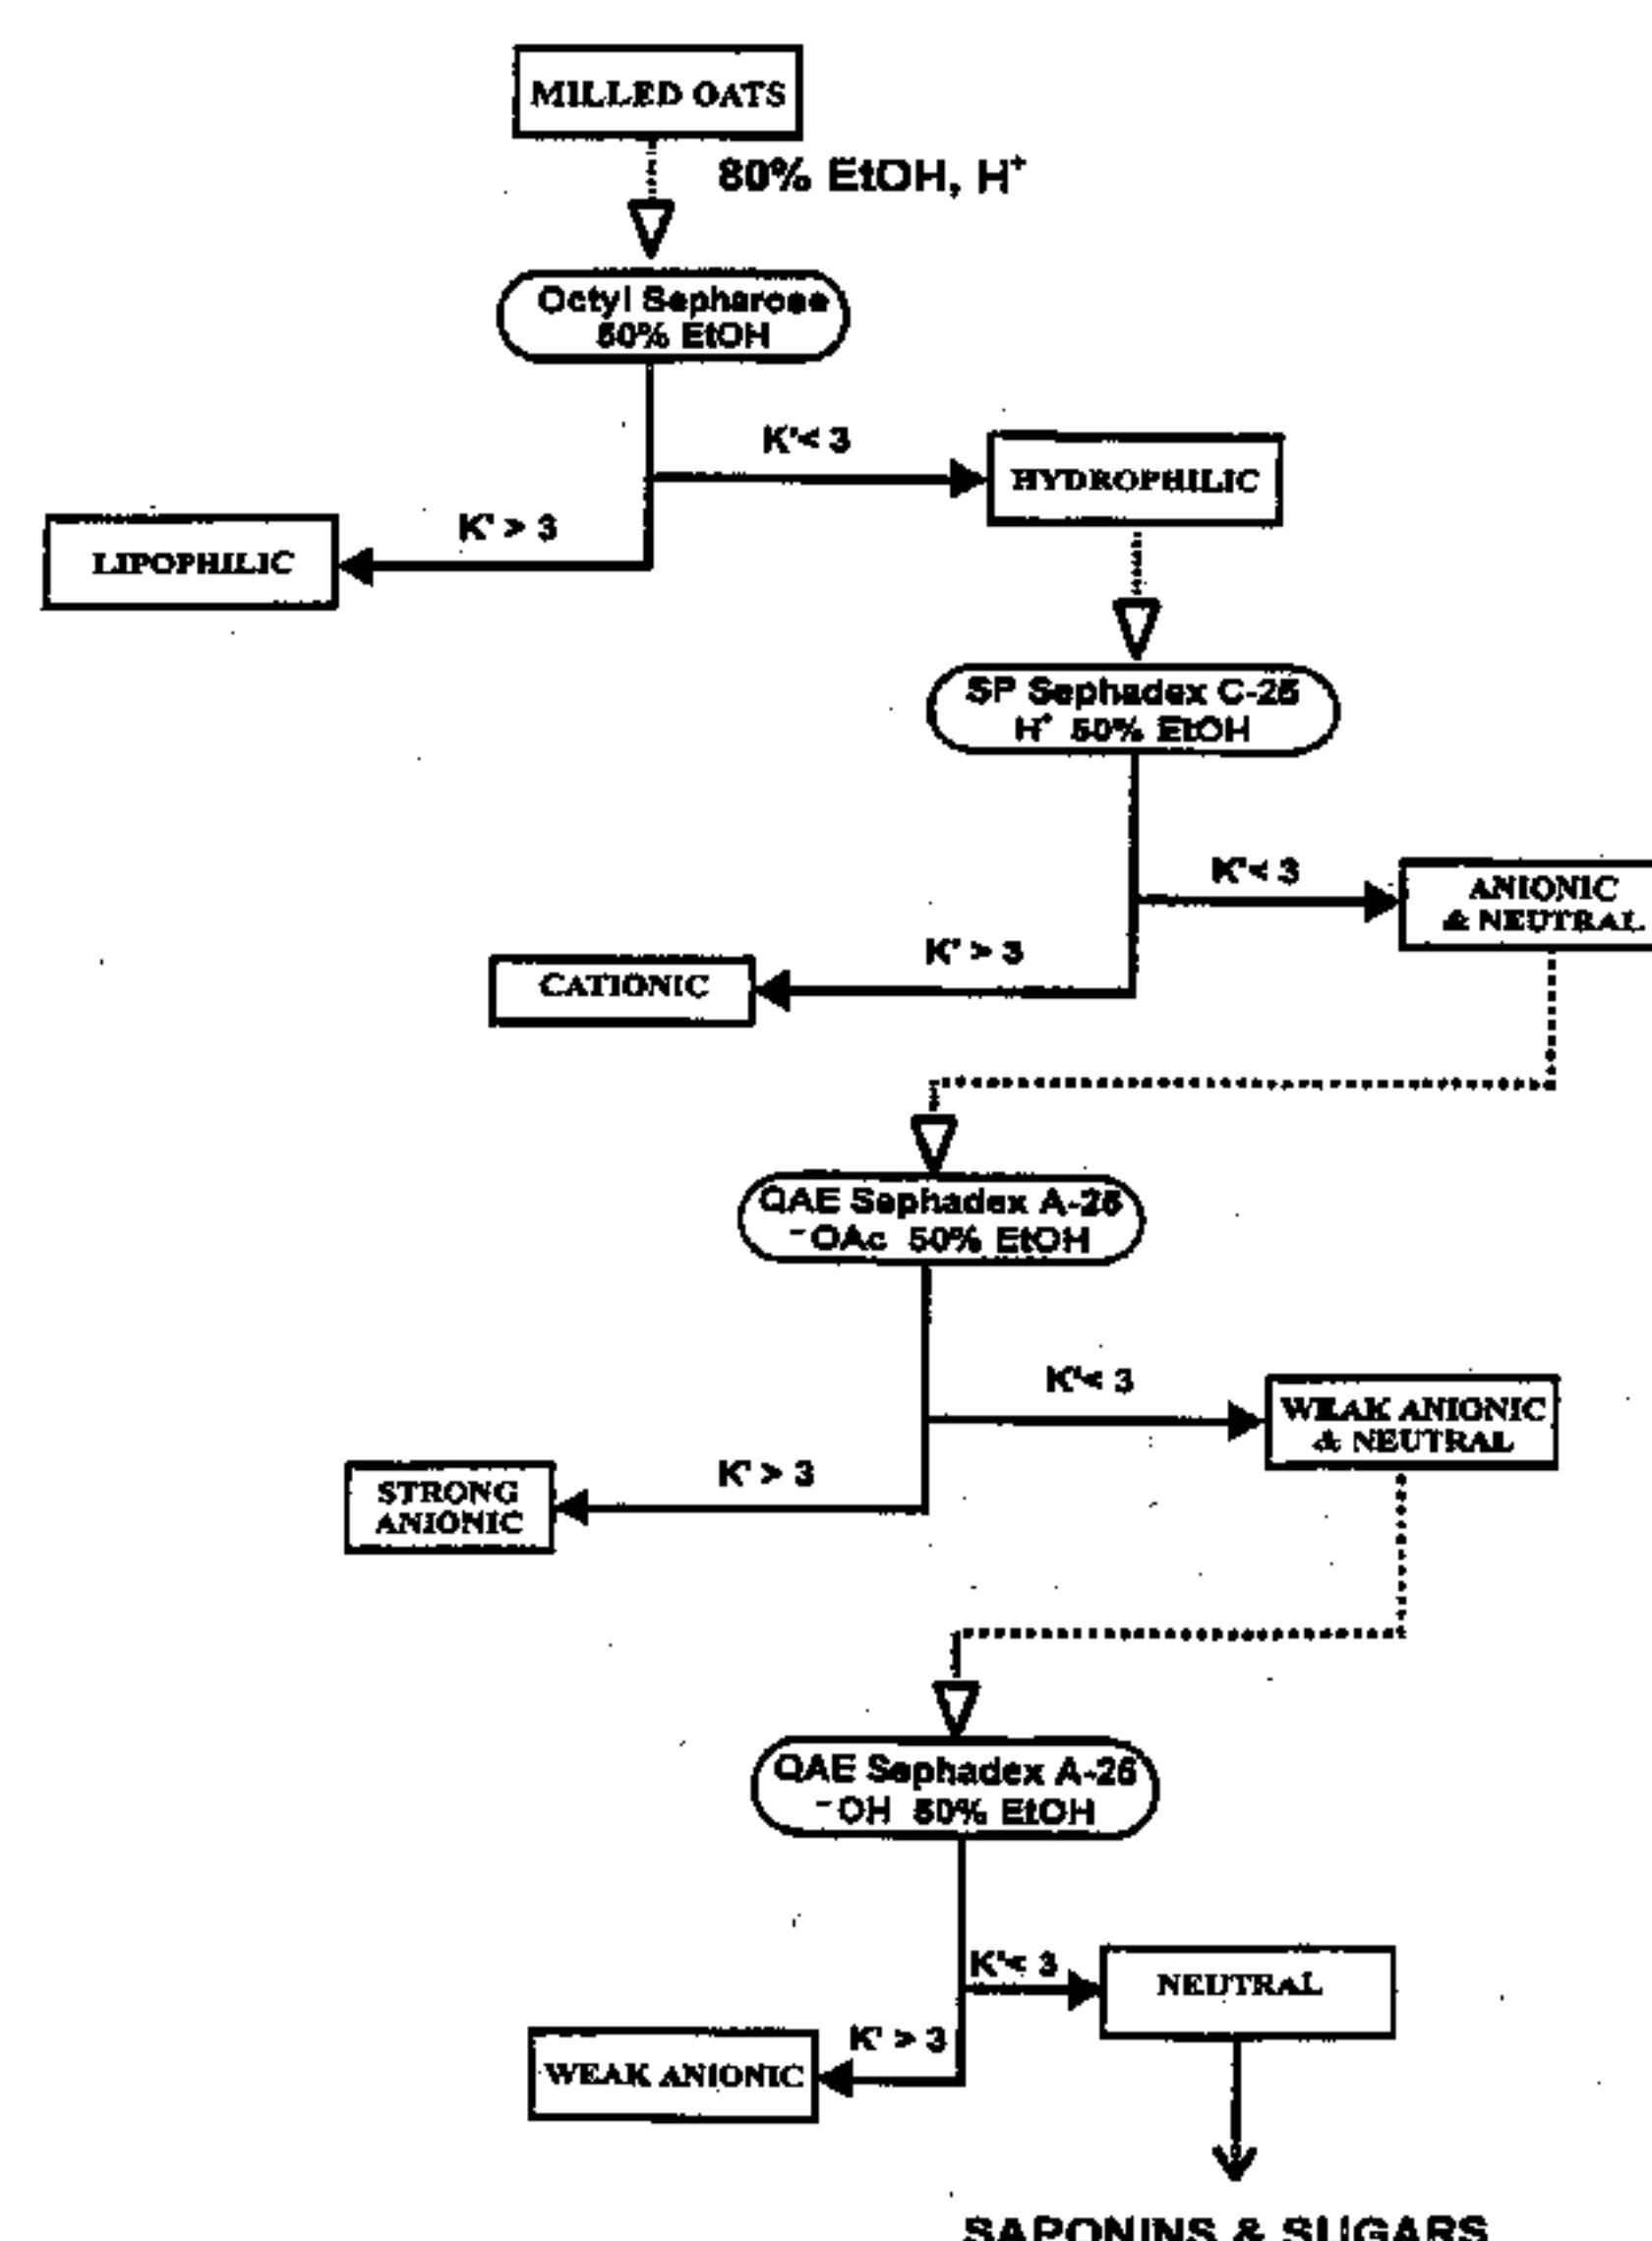 MILLED OATS
80% EtOH, H⁺
Octyl Sepharose
50% EtOH
K'< 3
HYDROPHILIC
K' > 3
LIPOPHILIC
SP Sephadex C-25
H⁺ 50% EtOH
K'< 3
ANIONIC
& NEUTRAL
K' > 3
CATIONIC
QAE Sephadex A-25
⁻OAc 50% EtOH
K'< 3
WEAK ANIONIC
& NEUTRAL
K' > 3
STRONG
ANIONIC
QAE Sephadex A-25
⁻OH 50% EtOH
K'< 3
NEUTRAL
K' > 3
WEAK ANIONIC
SAPONINS & SUGARS